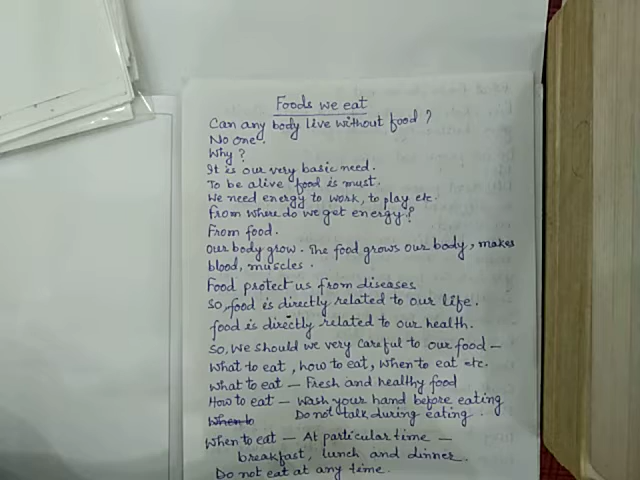 Foods we eat
Can any body live without food ?
No one.
Why ?
It is our very basic need.
To be alive food is must.
We need energy to work, to play etc.
From where do we get energy ?
From food.
Our body grow. The food grows our body, makes
blood, muscles.
Food protect us from diseases
So, food is directly related to our life.
food is directly related to our health.
So, we should we very careful to our food —
What to eat, how to eat, when to eat etc.
What to eat — Fresh and healthy food
How to eat — Wash your hand before eating
When to Do not talk during eating.
When to eat — At particular time —
breakfast, lunch and dinner.
Do not eat at any time.